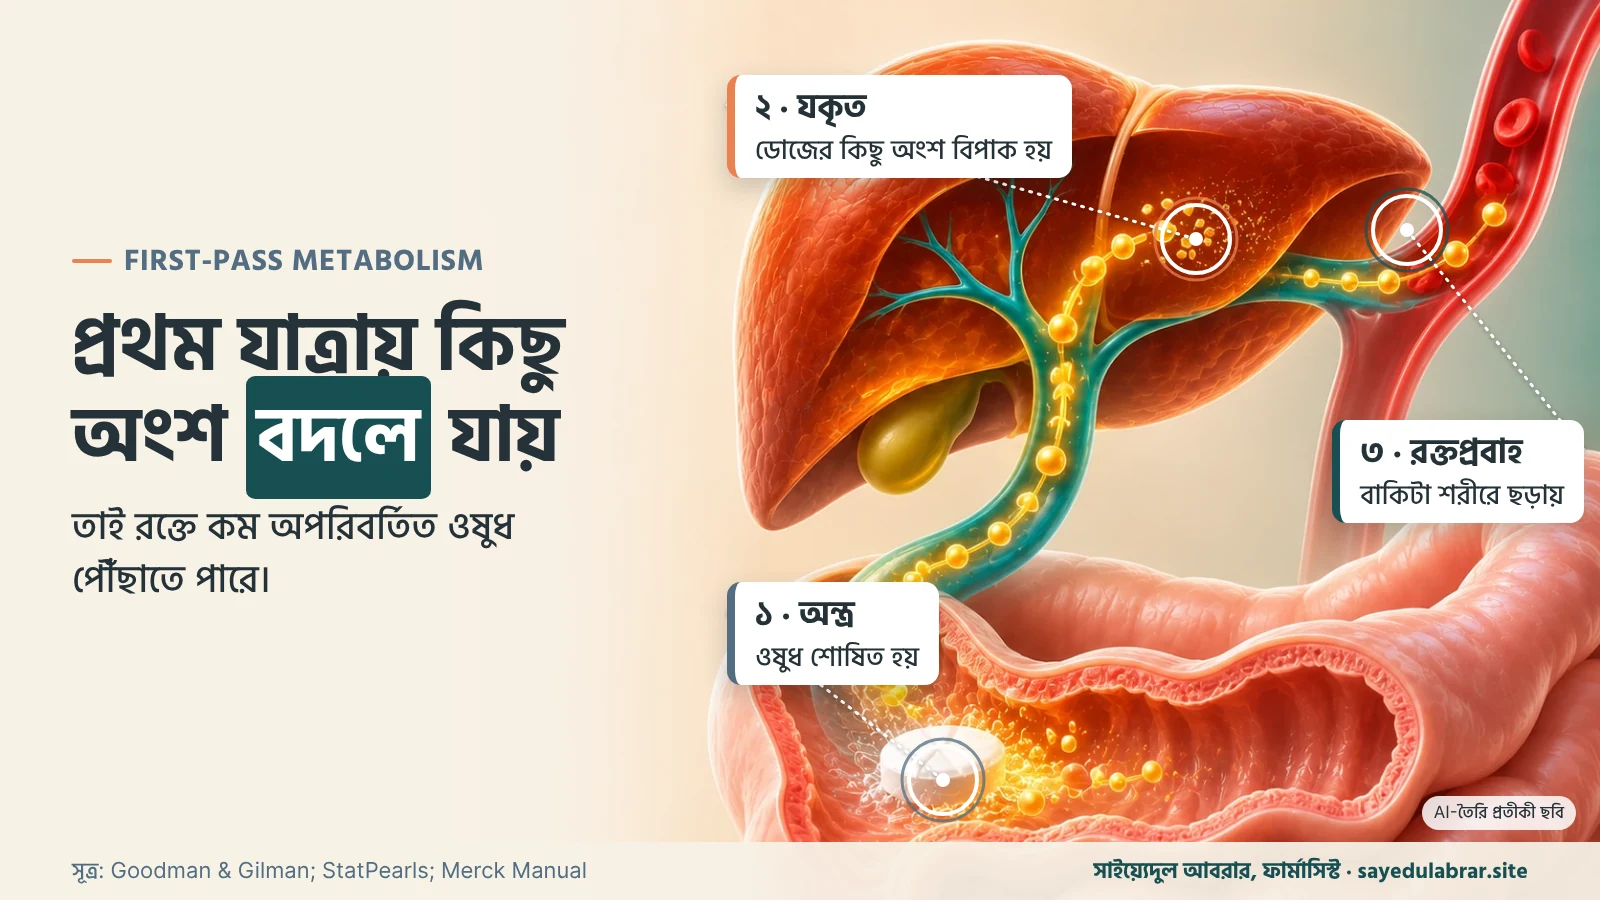 FIRST-PASS METABOLISM
প্রথম যাত্রায় কিছু
অংশ বদলে যায়
তাই রক্তে কম অপরিবর্তিত ওষুধ
পৌঁছাতে পারে।
২ · যকৃত
ডোজের কিছু অংশ বিপাক হয়
৩ · রক্তপ্রবাহ
বাকিটা শরীরে ছড়ায়
১ · অন্ত্র
ওষুধ শোষিত হয়
AI-তৈরি প্রতীকী ছবি
সূত্র: Goodman & Gilman; StatPearls; Merck Manual
সাইয়্যেদুল আবরার, ফার্মাসিস্ট · sayedulabrar.site